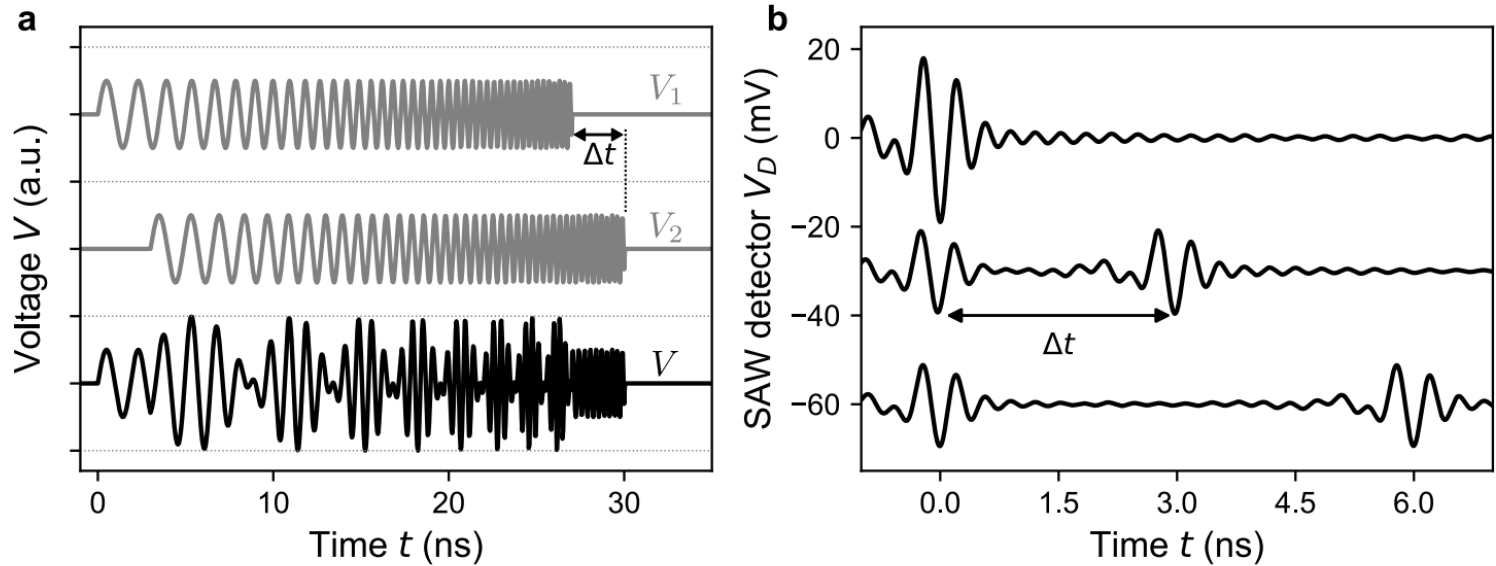 a
Voltage V (a.u.)
V₁
Δt
V₂
V
0 10 20 30
Time t (ns)
b
SAW detector V_D (mV)
20
0
−20
−40
−60
Δt
0.0 1.5 3.0 4.5 6.0
Time t (ns)